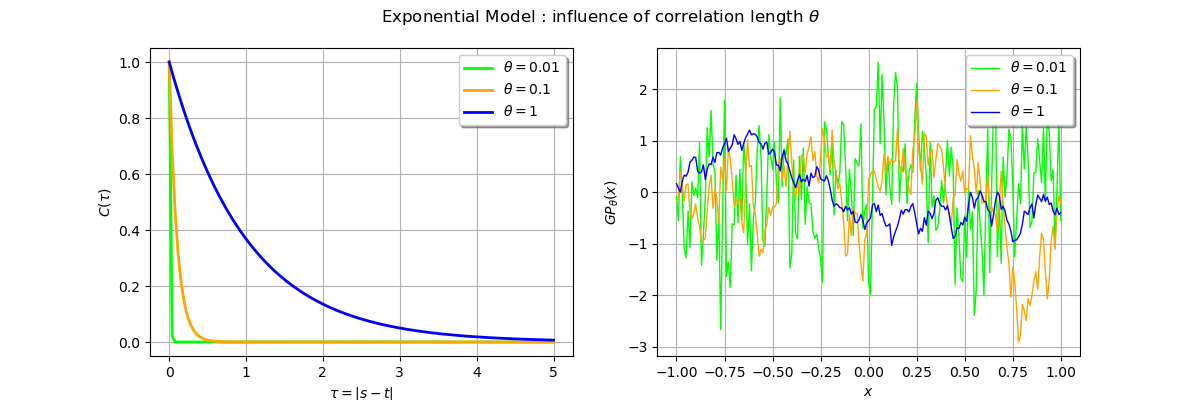 Exponential Model : influence of correlation length θ
C(τ)
1.0
0.8
0.6
0.4
0.2
0.0
θ = 0.01
θ = 0.1
θ = 1
0 1 2 3 4 5
τ = |s − t|
GP_θ(x)
2
1
0
−1
−2
−3
θ = 0.01
θ = 0.1
θ = 1
−1.00 −0.75 −0.50 −0.25 0.00 0.25 0.50 0.75 1.00
x